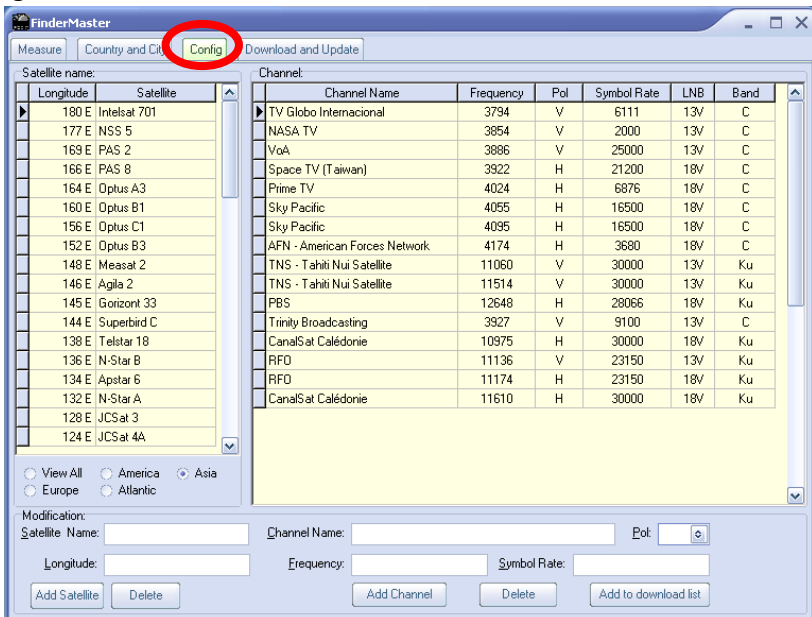 FinderMaster
Measure Country and City Config Download and Update
Satellite name:
Longitude Satellite
180 E Intelsat 701
177 E NSS 5
169 E PAS 2
166 E PAS 8
164 E Optus A3
160 E Optus B1
156 E Optus C1
152 E Optus B3
148 E Measat 2
146 E Agila 2
145 E Gorizont 33
144 E Superbird C
138 E Telstar 18
136 E N-Star B
134 E Apstar 6
132 E N-Star A
128 E JCSat 3
124 E JCSat 4A
View All America Asia
Europe Atlantic
Channel:
Channel Name Frequency Pol Symbol Rate LNB Band
TV Globo Internacional 3794 V 6111 13V C
NASA TV 3854 V 2000 13V C
VoA 3886 V 25000 13V C
Space TV (Taiwan) 3922 H 21200 18V C
Prime TV 4024 H 6876 18V C
Sky Pacific 4055 H 16500 18V C
Sky Pacific 4095 H 16500 18V C
AFN - American Forces Network 4174 H 3680 18V C
TNS - Tahiti Nui Satellite 11060 V 30000 13V Ku
TNS - Tahiti Nui Satellite 11514 V 30000 13V Ku
PBS 12648 H 28066 18V Ku
Trinity Broadcasting 3927 V 9100 13V C
CanalSat Calédonie 10975 H 30000 18V Ku
RFO 11136 V 23150 13V Ku
RFO 11174 H 23150 18V Ku
CanalSat Calédonie 11610 H 30000 18V Ku
Modification:
Satellite Name: Channel Name: Pol:
Longitude: Frequency: Symbol Rate:
Add Satellite Delete Add Channel Delete Add to download list